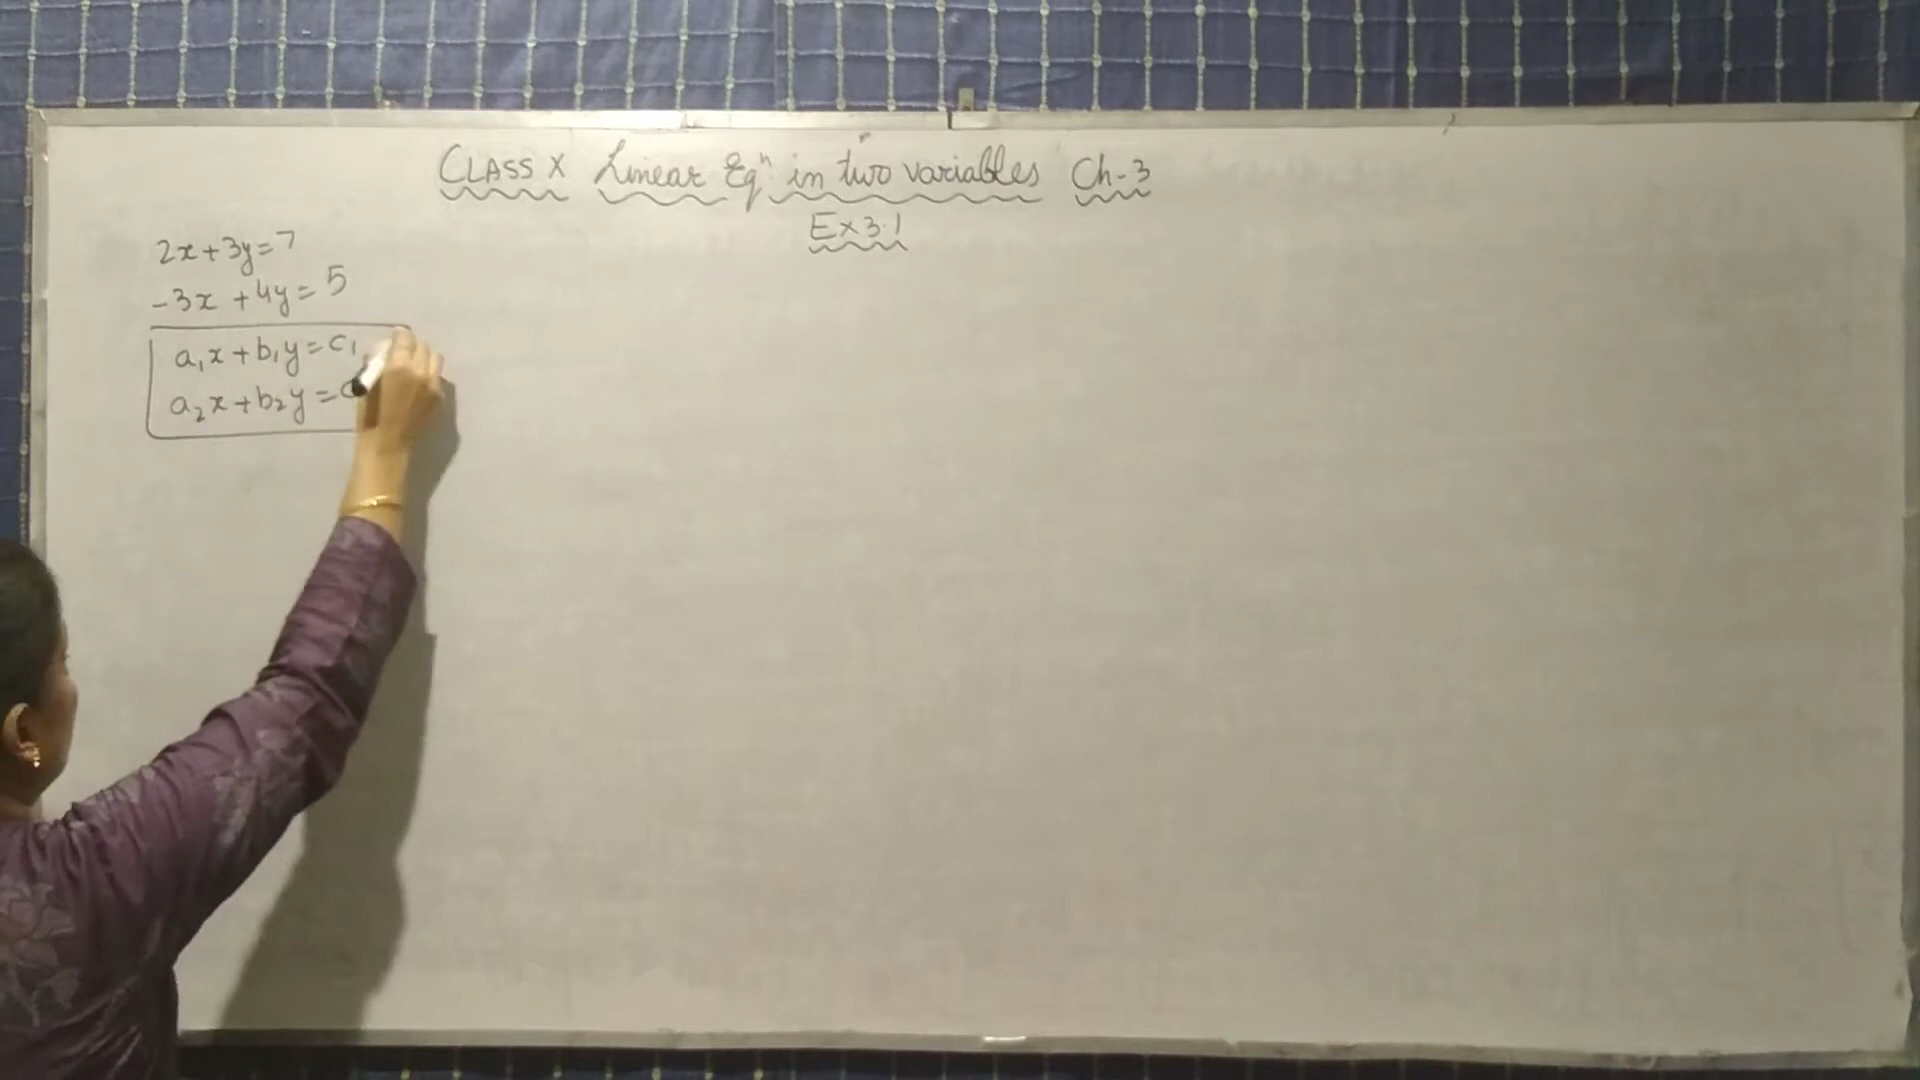 CLASS X Linear Eqⁿ in two variables Ch-3
Ex 3.1
2x+3y=7
-3x+4y=5
a₁x+b₁y=c₁
a₂x+b₂y=